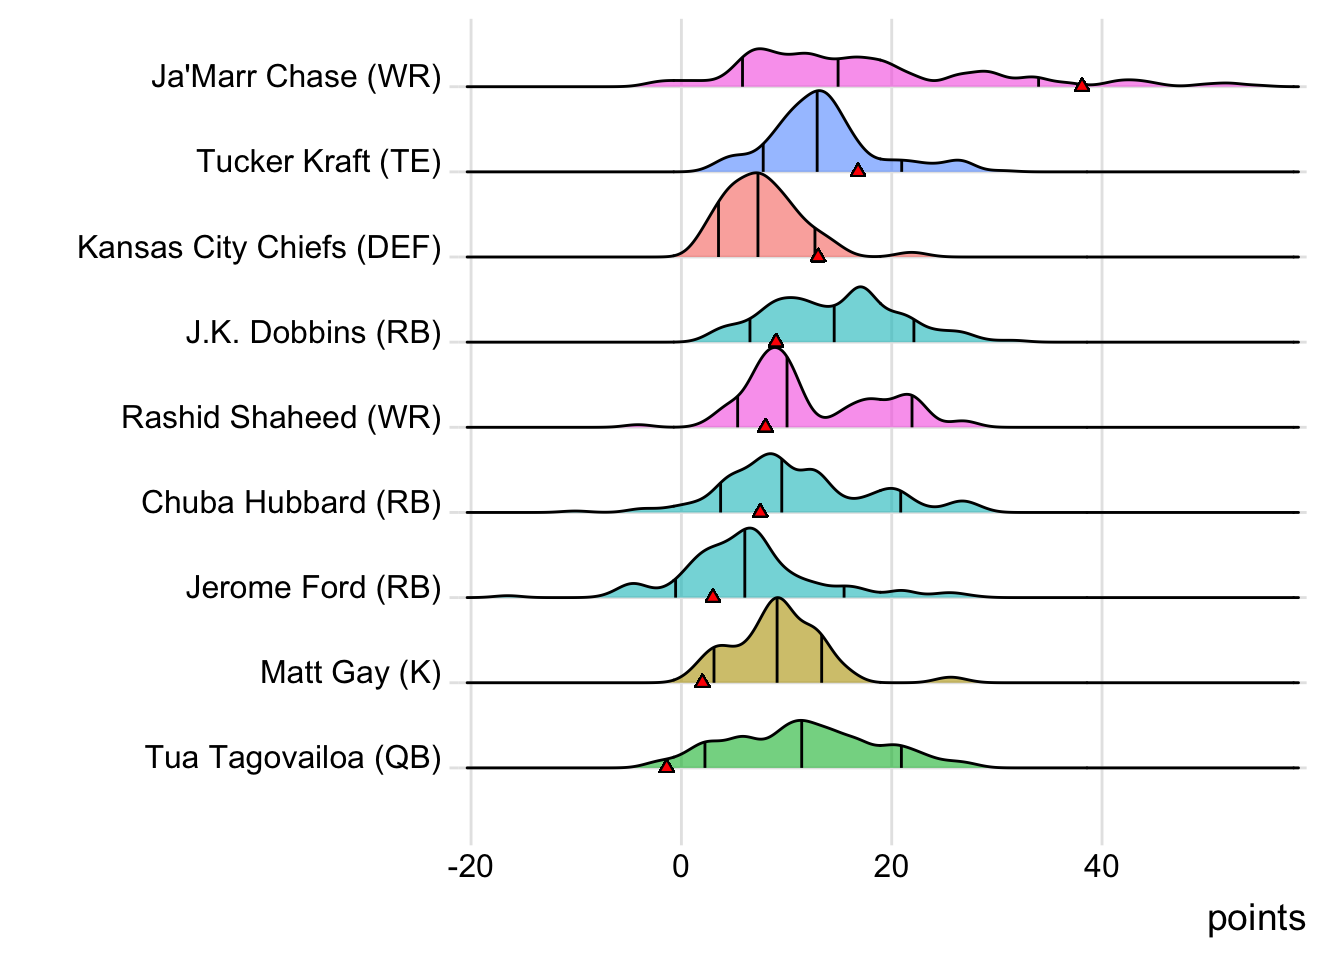 Ja'Marr Chase (WR)
Tucker Kraft (TE)
Kansas City Chiefs (DEF)
J.K. Dobbins (RB)
Rashid Shaheed (WR)
Chuba Hubbard (RB)
Jerome Ford (RB)
Matt Gay (K)
Tua Tagovailoa (QB)
-20 0 20 40
points